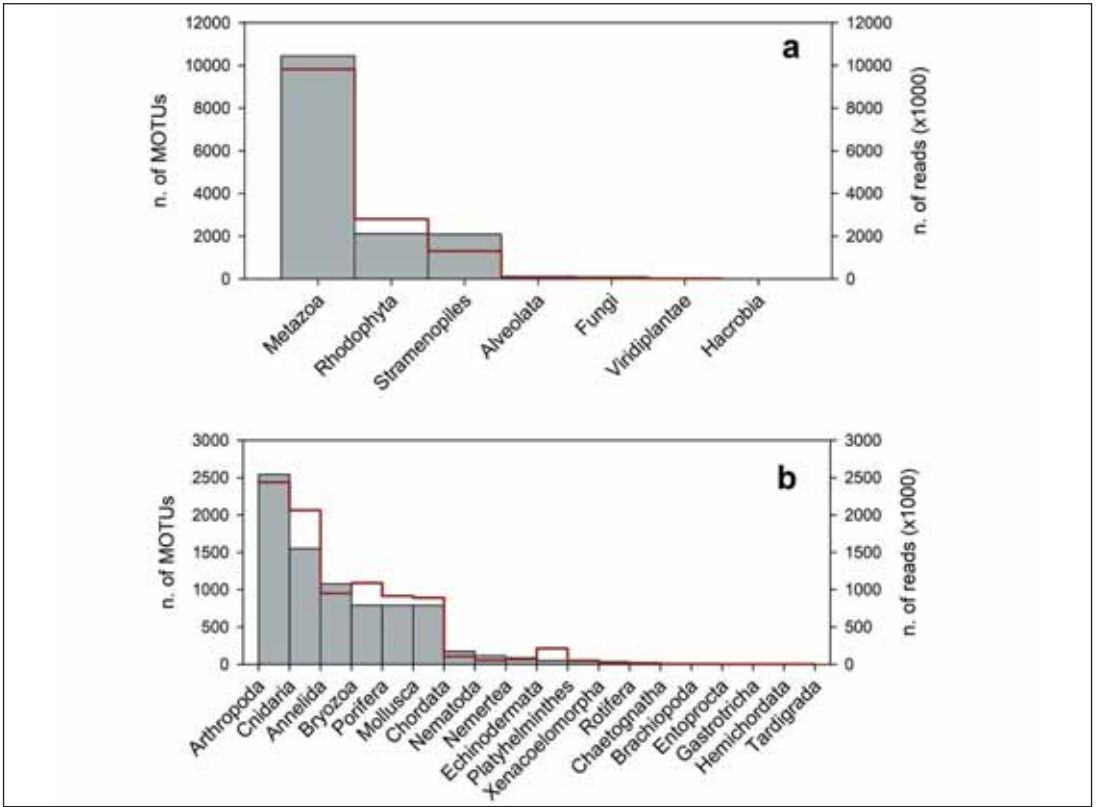 a
n. of MOTUs
12000
10000
8000
6000
4000
2000
0
12000
10000
8000
6000
4000
2000
0
n. of reads (x1000)
Metazoa
Rhodophyta
Stramenopiles
Alveolata
Fungi
Viridiplantae
Hacrobia
b
n. of MOTUs
3000
2500
2000
1500
1000
500
0
3000
2500
2000
1500
1000
500
0
n. of reads (x1000)
Arthropoda
Cnidaria
Annelida
Bryozoa
Porifera
Mollusca
Chordata
Nematoda
Nemertea
Echinodermata
Platyhelminthes
Xenacoelomorpha
Rotifera
Chaetognatha
Brachiopoda
Entoprocta
Gastrotricha
Hemichordata
Tardigrada